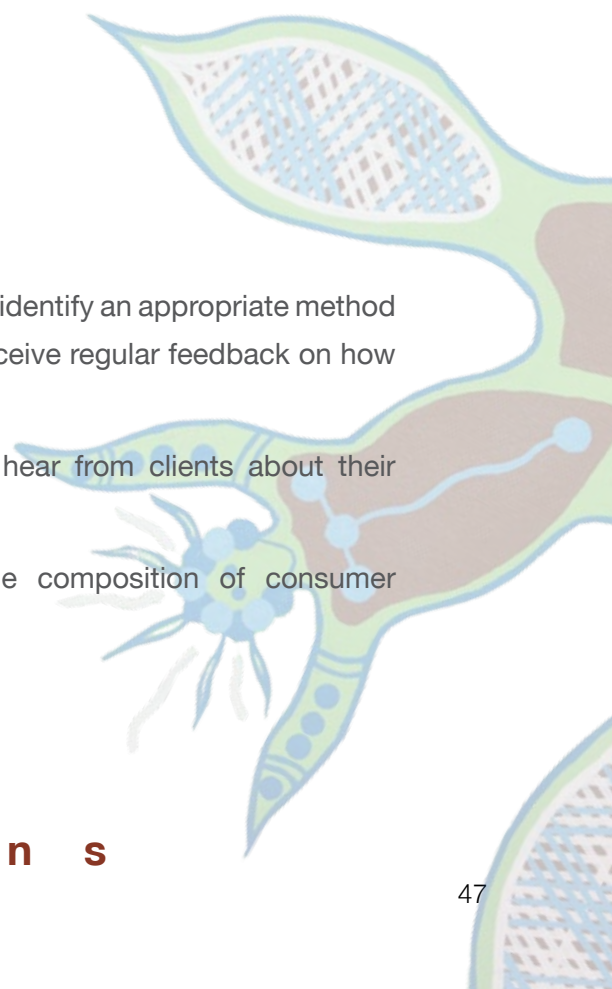 identify an appropriate method
ceive regular feedback on how
hear from clients about their
e composition of consumer
n s
47